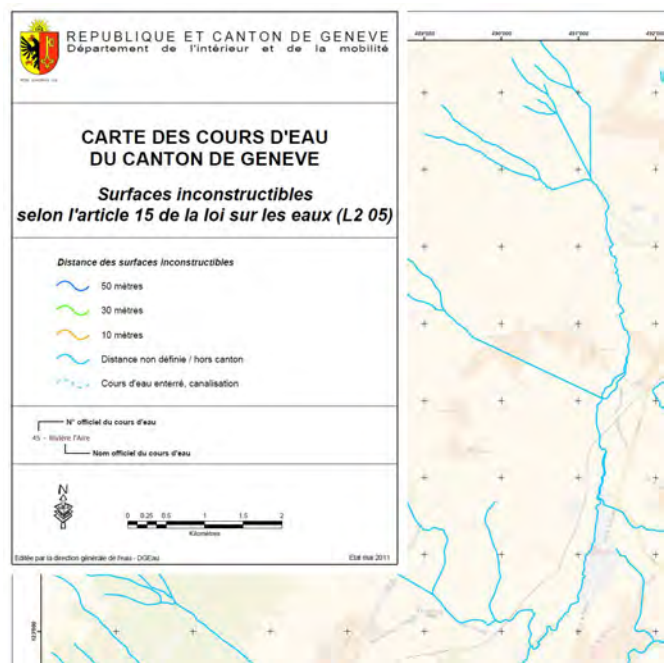 REPUBLIQUE ET CANTON DE GENEVE
Département de l'intérieur et de la mobilité
CARTE DES COURS D'EAU
DU CANTON DE GENEVE
Surfaces inconstructibles
selon l'article 15 de la loi sur les eaux (L2 05)
Distance des surfaces inconstructibles
50 mètres
30 mètres
10 mètres
Distance non définie / hors canton
Cours d'eau enterré, canalisation
N° officiel du cours d'eau
45 - Rivière l'Aire
Nom officiel du cours d'eau
N
0 0.25 0.5 1 1.5 2
Kilomètres
Editée par la direction générale de l'eau - DGEau
Etat mai 2011